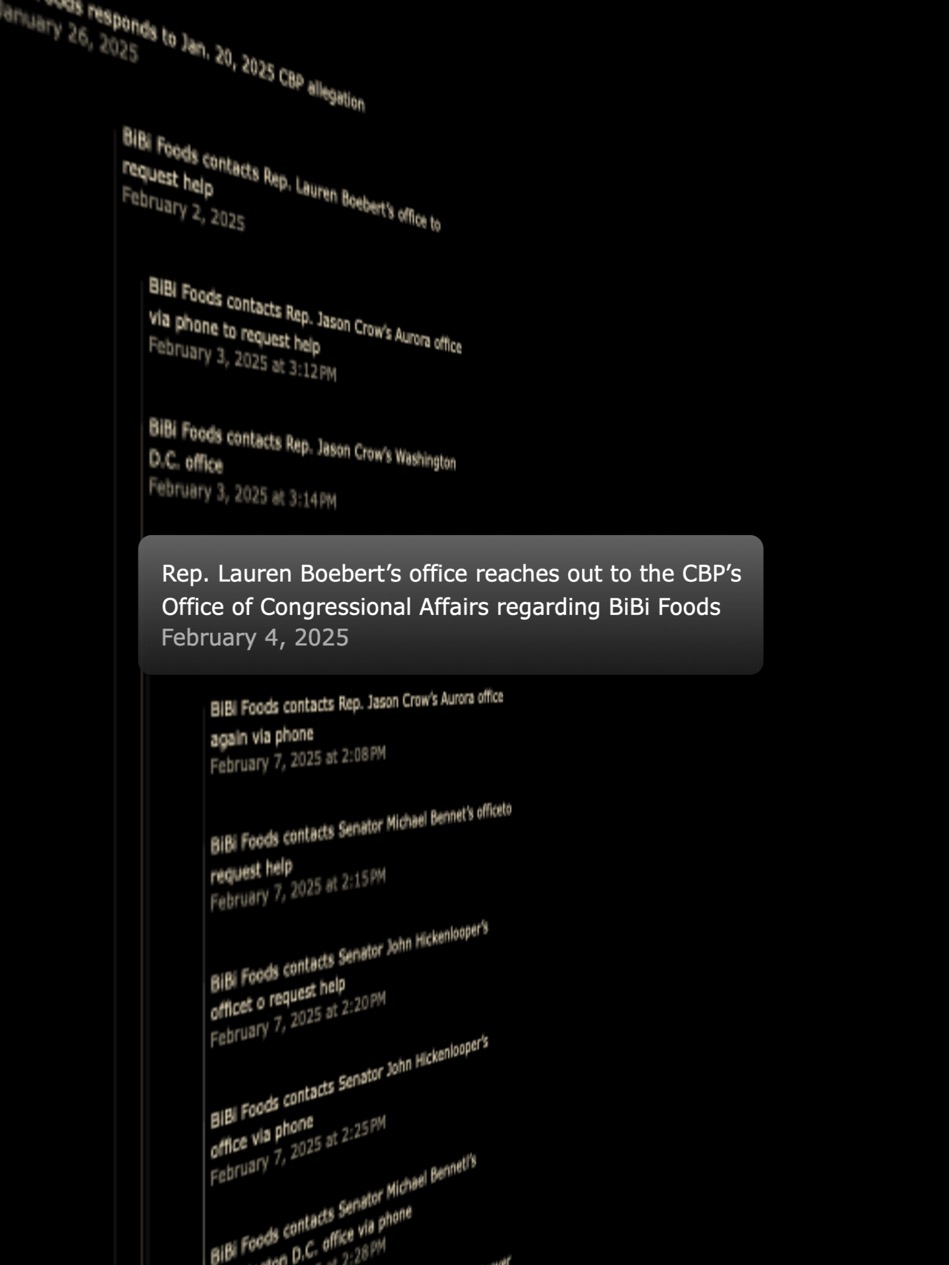 responds to Jan. 20, 2025 CBP allegation
January 26, 2025
BiBi Foods contacts Rep. Lauren Boebert's office to
request help
February 2, 2025
BiBi Foods contacts Rep. Jason Crow's Aurora office
via phone to request help
February 3, 2025 at 3:12PM
BiBi Foods contacts Rep. Jason Crow's Washington
D.C. office
February 3, 2025 at 3:14PM
Rep. Lauren Boebert’s office reaches out to the CBP’s
Office of Congressional Affairs regarding BiBi Foods
February 4, 2025
BiBi Foods contacts Rep. Jason Crow's Aurora office
again via phone
February 7, 2025 at 2:08PM
BiBi Foods contacts Senator Michael Bennet's officeto
request help
February 7, 2025 at 2:15PM
BiBi Foods contacts Senator John Hickenlooper's
officet o request help
February 7, 2025 at 2:20PM
BiBi Foods contacts Senator John Hickenlooper's
office via phone
February 7, 2025 at 2:25PM
BiBi Foods contacts Senator Michael Bennett's
D.C. office via phone
at 2:28PM